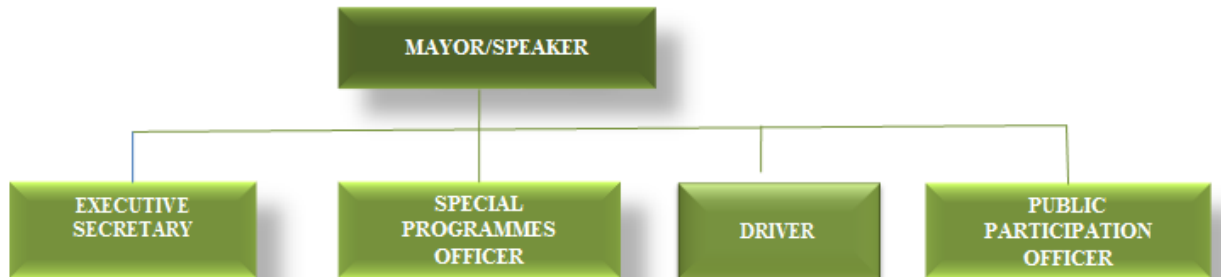 MAYOR/SPEAKER
EXECUTIVE
SECRETARY
SPECIAL
PROGRAMMES
OFFICER
DRIVER
PUBLIC
PARTICIPATION
OFFICER